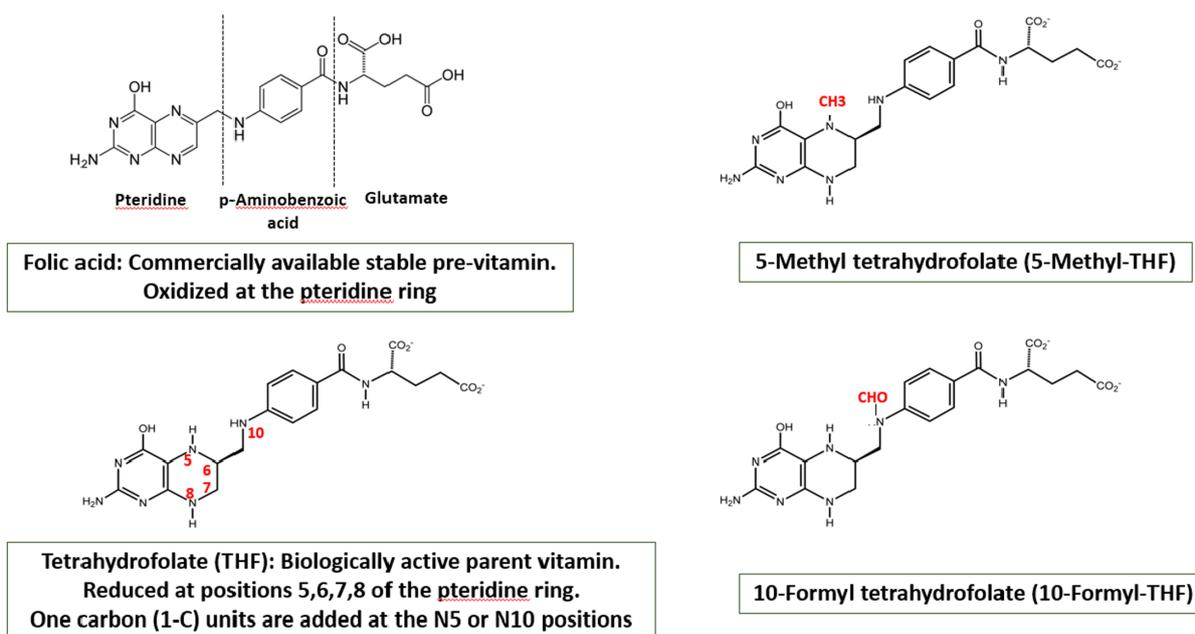 OH
N
N
H₂N
N
N
N
H
O
N
H
O
OH
OH
O
Pteridine
p-Aminobenzoic
acid
Glutamate
Folic acid: Commercially available stable pre-vitamin.
Oxidized at the pteridine ring
OH
N
H₂N
N
CH3
N
N
H
HN
O
N
H
CO₂⁻
CO₂⁻
5-Methyl tetrahydrofolate (5-Methyl-THF)
OH
N
H₂N
N
H
N
5
6
7
8
N
H
HN
10
O
N
H
CO₂⁻
CO₂⁻
Tetrahydrofolate (THF): Biologically active parent vitamin.
Reduced at positions 5,6,7,8 of the pteridine ring.
One carbon (1-C) units are added at the N5 or N10 positions
OH
N
H₂N
N
H
N
N
H
CHO
N
O
N
H
CO₂⁻
CO₂⁻
10-Formyl tetrahydrofolate (10-Formyl-THF)